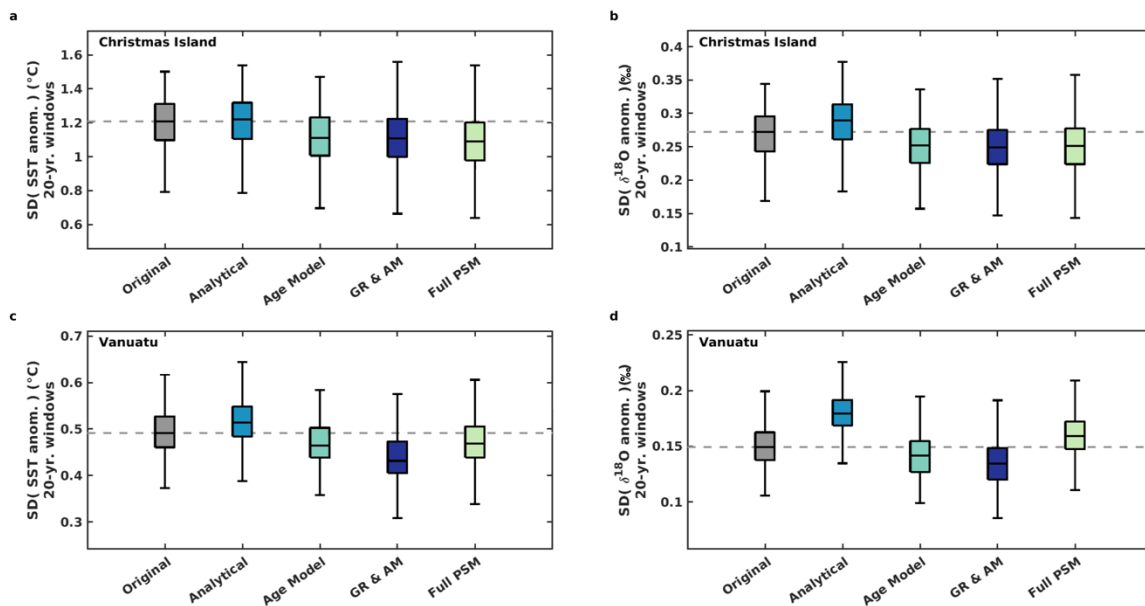 a
Christmas Island
SD( SST anom. ) (°C)
20-yr. windows
1.6
1.4
1.2
1
0.8
0.6
Original
Analytical
Age Model
GR & AM
Full PSM
b
Christmas Island
SD( δ¹⁸O anom.)(‰)
20-yr. windows
0.4
0.35
0.3
0.25
0.2
0.15
0.1
Original
Analytical
Age Model
GR & AM
Full PSM
c
Vanuatu
SD( SST anom. ) (°C)
20-yr. windows
0.7
0.6
0.5
0.4
0.3
Original
Analytical
Age Model
GR & AM
Full PSM
d
Vanuatu
SD( δ¹⁸O anom.)(‰)
20-yr. windows
0.25
0.2
0.15
0.1
Original
Analytical
Age Model
GR & AM
Full PSM